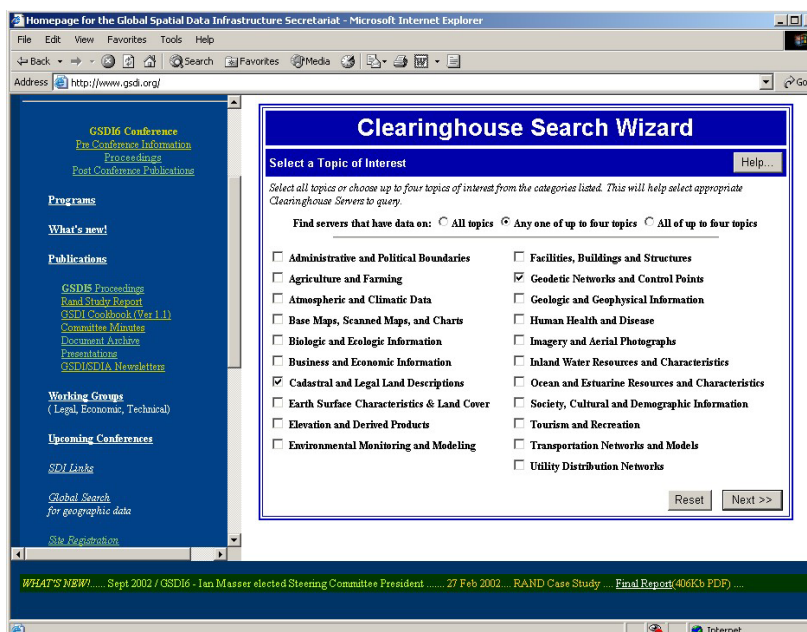 Homepage for the Global Spatial Data Infrastructure Secretariat - Microsoft Internet Explorer
File Edit View Favorites Tools Help
Back Search Favorites Media
Address http://www.gsdi.org/ Go
GSDI6 Conference
Pre Conference Information
Proceedings
Post Conference Publications
Programs
What's new!
Publications
GSDI5 Proceedings
Rand Study Report
GSDI Cookbook (Ver 1.1)
Committee Minutes
Document Archive
Presentations
GSDI/SDIA Newsletters
Working Groups
( Legal, Economic, Technical)
Upcoming Conferences
SDI Links
Global Search
for geographic data
Site Registration
Clearinghouse Search Wizard
Select a Topic of Interest Help...
Select all topics or choose up to four topics of interest from the categories listed. This will help select appropriate
Clearinghouse Servers to query.
Find servers that have data on: All topics Any one of up to four topics All of up to four topics
Administrative and Political Boundaries
Agriculture and Farming
Atmospheric and Climatic Data
Base Maps, Scanned Maps, and Charts
Biologic and Ecologic Information
Business and Economic Information
Cadastral and Legal Land Descriptions
Earth Surface Characteristics & Land Cover
Elevation and Derived Products
Environmental Monitoring and Modeling
Facilities, Buildings and Structures
Geodetic Networks and Control Points
Geologic and Geophysical Information
Human Health and Disease
Imagery and Aerial Photographs
Inland Water Resources and Characteristics
Ocean and Estuarine Resources and Characteristics
Society, Cultural and Demographic Information
Tourism and Recreation
Transportation Networks and Models
Utility Distribution Networks
Reset Next >>
WHAT'S NEW!...... Sept 2002 / GSDI6 - Ian Masser elected Steering Committee President ....... 27 Feb 2002.... RAND Case Study .... Final Report(406Kb PDF) ....
Internet